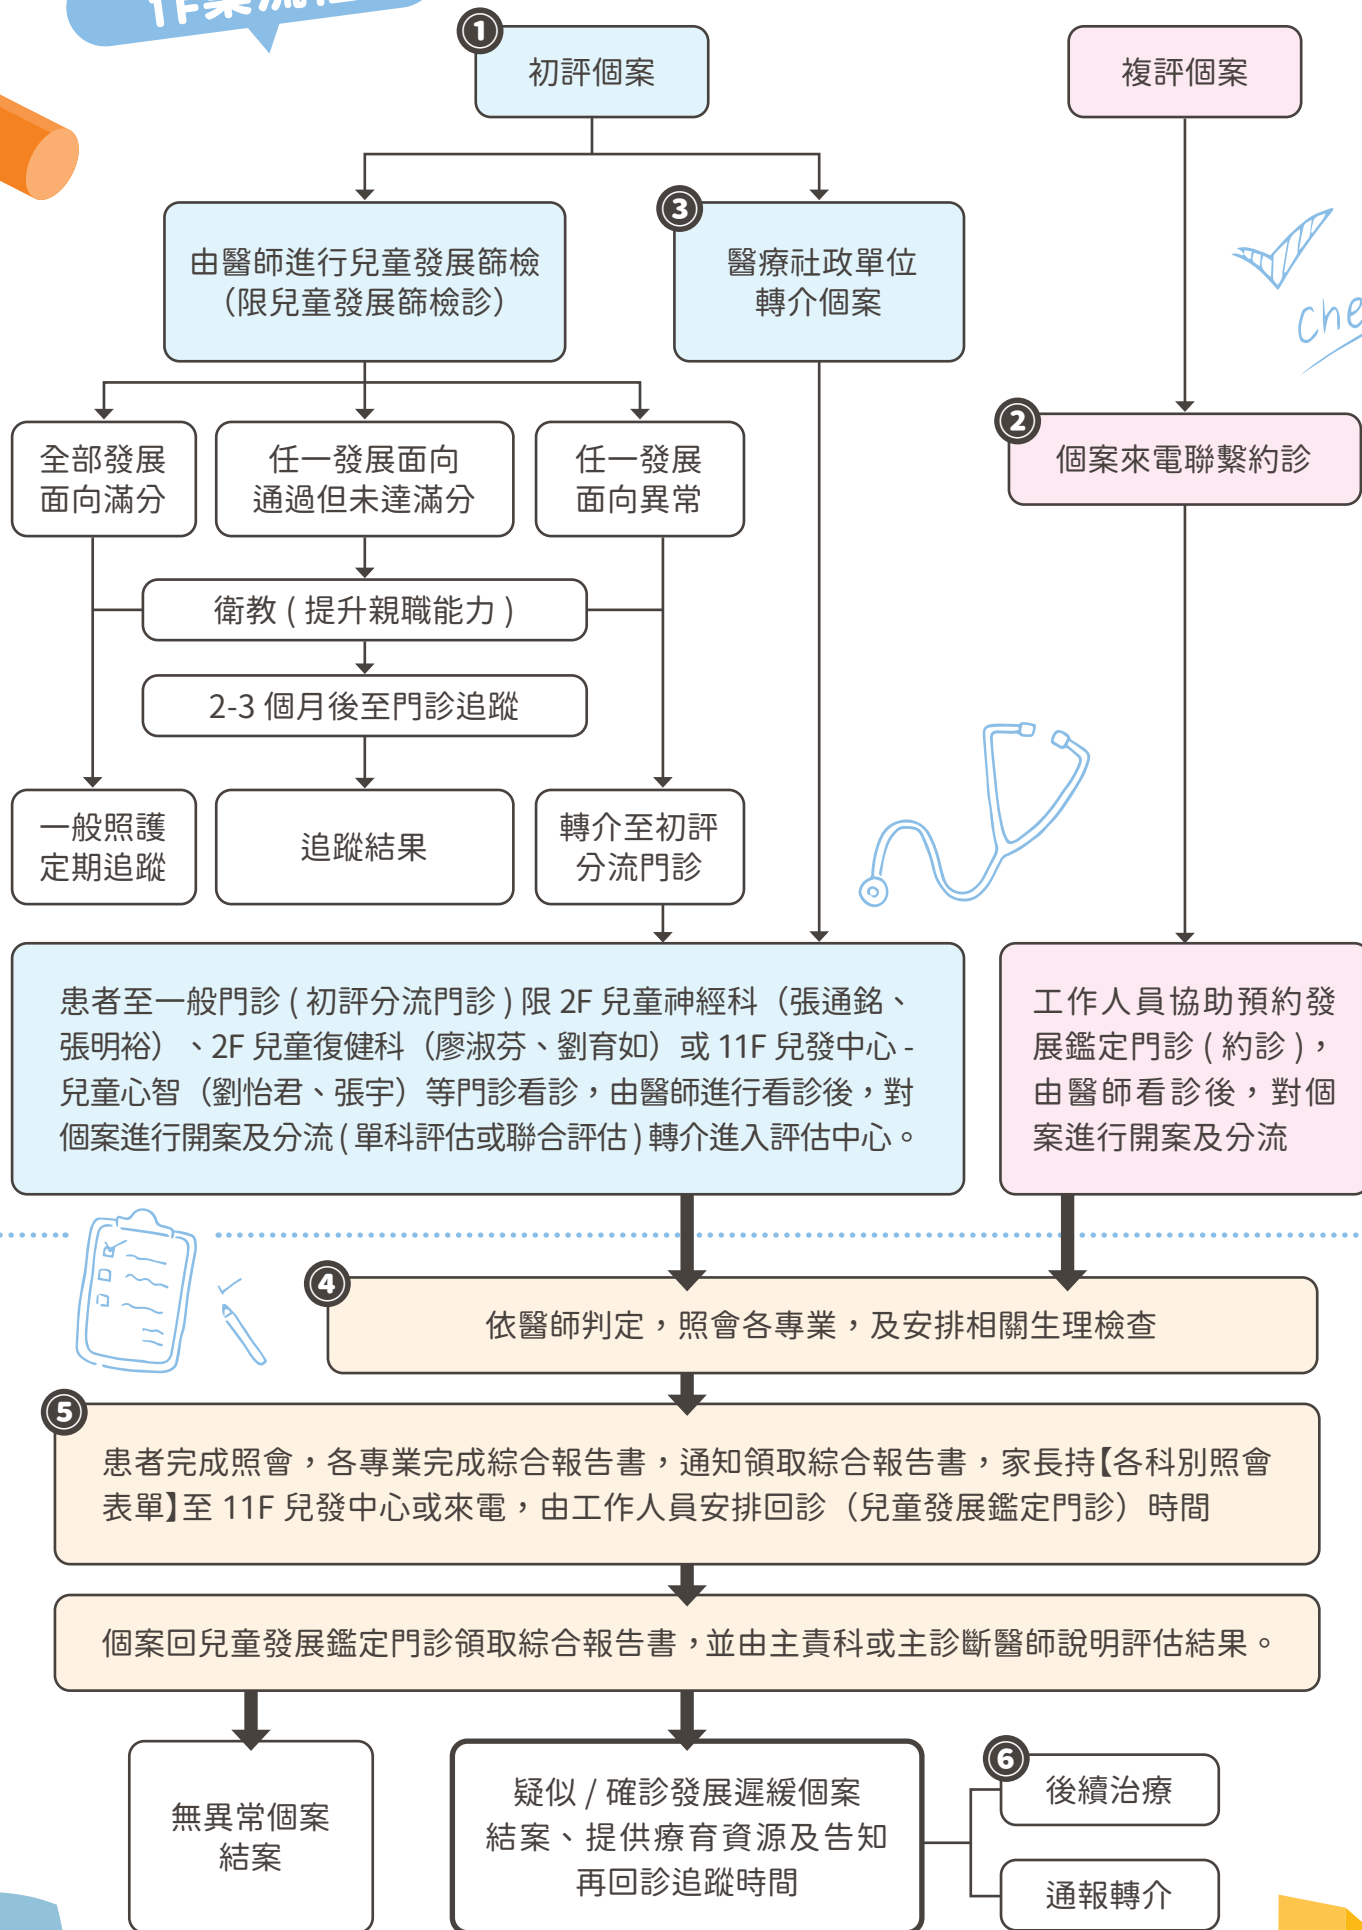 作業流程
1
初評個案
複評個案
由醫師進行兒童發展篩檢
（限兒童發展篩檢診）
3
醫療社政單位
轉介個案
全部發展
面向滿分
任一發展面向
通過但未達滿分
任一發展
面向異常
2
個案來電聯繫約診
衛教 ( 提升親職能力 )
2-3 個月後至門診追蹤
一般照護
定期追蹤
追蹤結果
轉介至初評
分流門診
患者至一般門診 ( 初評分流門診 ) 限 2F 兒童神經科（張通銘、
張明裕）、2F 兒童復健科（廖淑芬、劉育如）或 11F 兒發中心 -
兒童心智（劉怡君、張宇）等門診看診，由醫師進行看診後，對
個案進行開案及分流 ( 單科評估或聯合評估 ) 轉介進入評估中心。
工作人員協助預約發
展鑑定門診 ( 約診 )，
由醫師看診後，對個
案進行開案及分流
4
依醫師判定，照會各專業，及安排相關生理檢查
5
患者完成照會，各專業完成綜合報告書，通知領取綜合報告書，家長持【各科別照會
表單】至 11F 兒發中心或來電，由工作人員安排回診（兒童發展鑑定門診）時間
個案回兒童發展鑑定門診領取綜合報告書，並由主責科或主診斷醫師說明評估結果。
無異常個案
結案
疑似 / 確診發展遲緩個案
結案、提供療育資源及告知
再回診追蹤時間
6
後續治療
通報轉介